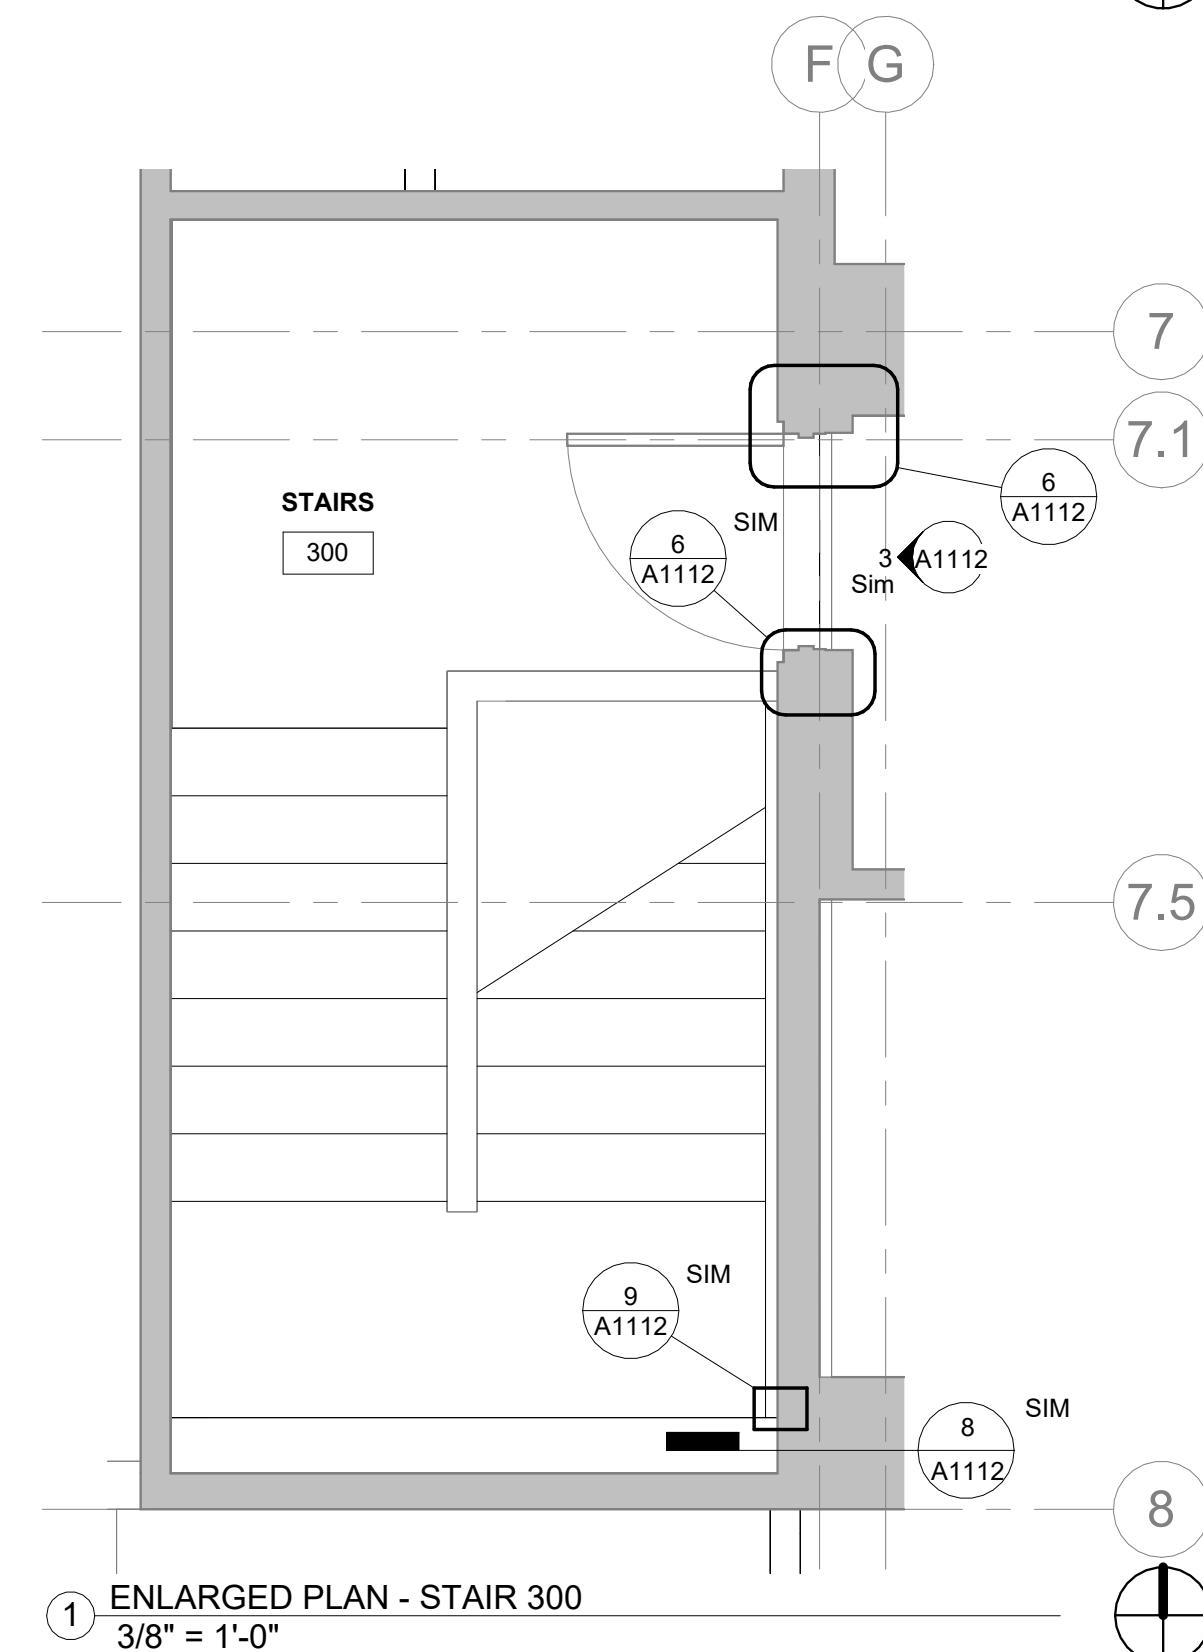 F
G
7
7.1
STAIRS
300
6
A1112
SIM
6
A1112
3
A1112
Sim
7.5
9
A1112
SIM
8
A1112
SIM
8
1
ENLARGED PLAN - STAIR 300
3/8" = 1'-0"